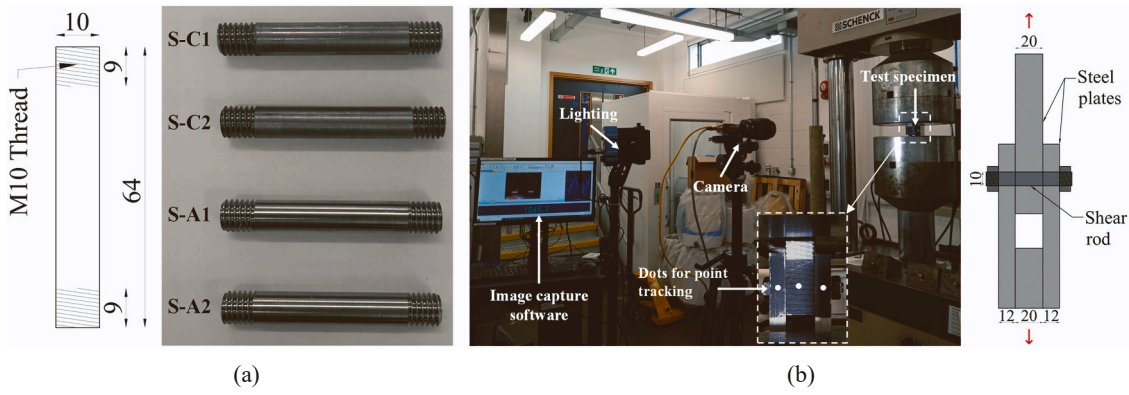 10
M10 Thread
9
64
9
S-C1
S-C2
S-A1
S-A2
(a)
SCHENCK
Test specimen
Lighting
Camera
Dots for point
tracking
Image capture
software
20
Steel
plates
10
Shear
rod
12 20 12
(b)